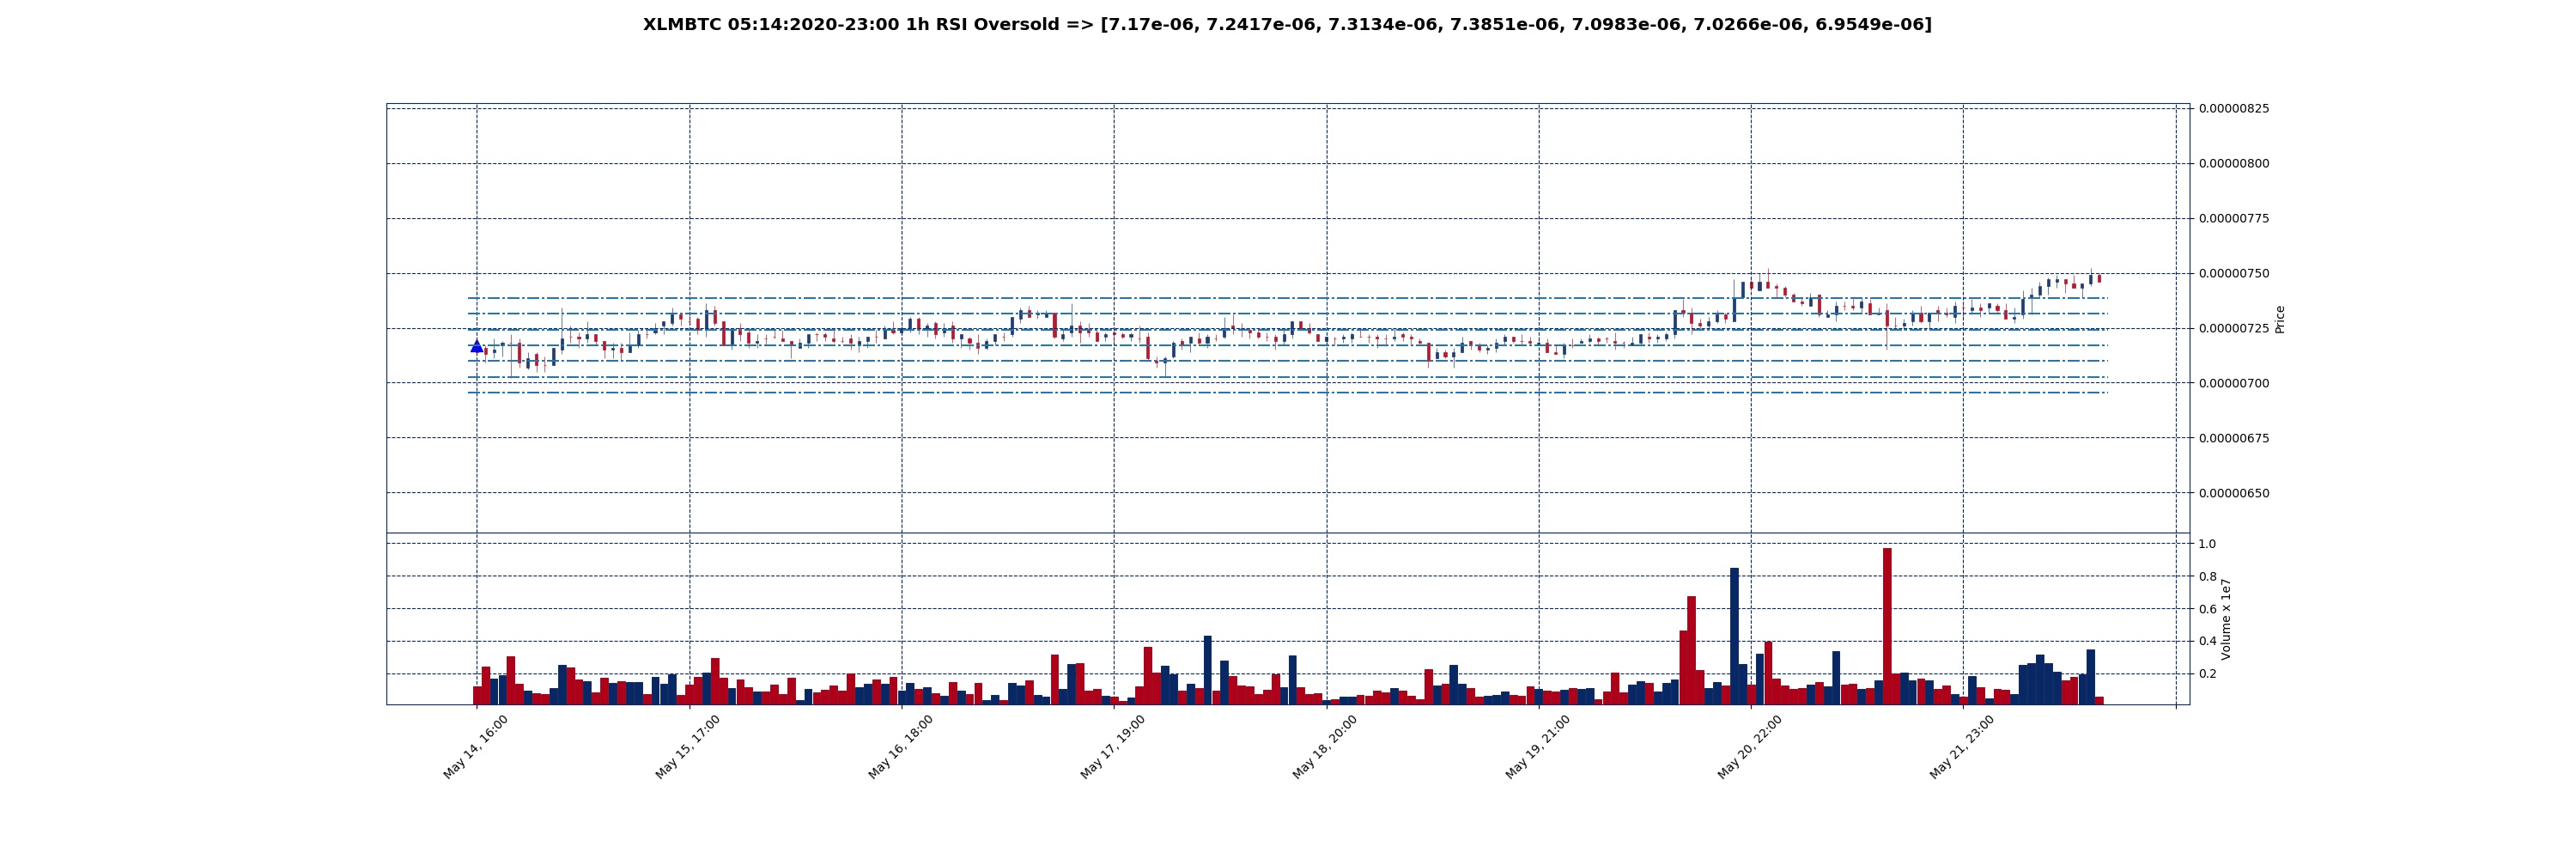 XLMBTC 05:14:2020-23:00 1h RSI Oversold => [7.17e-06, 7.2417e-06, 7.3134e-06, 7.3851e-06, 7.0983e-06, 7.0266e-06, 6.9549e-06]
0.00000825
0.00000800
0.00000775
0.00000750
Price
0.00000725
0.00000700
0.00000675
0.00000650
1.0
0.8
0.6
Volume x 1e7
0.4
0.2
May 14, 16:00
May 15, 17:00
May 16, 18:00
May 17, 19:00
May 18, 20:00
May 19, 21:00
May 20, 22:00
May 21, 23:00